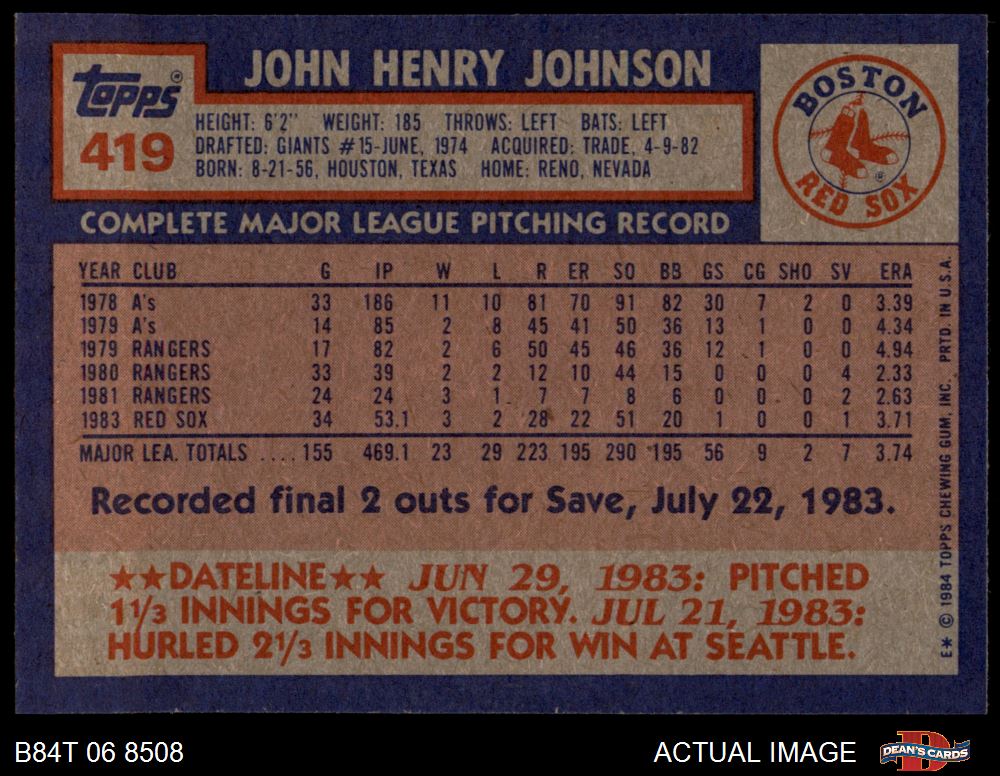 JOHN HENRY JOHNSON
topps®
419
HEIGHT: 6'2" WEIGHT: 185 THROWS: LEFT BATS: LEFT
DRAFTED: GIANTS #15-JUNE, 1974 ACQUIRED: TRADE, 4-9-82
BORN: 8-21-56, HOUSTON, TEXAS HOME: RENO, NEVADA
BOSTON
RED SOX
®
COMPLETE MAJOR LEAGUE PITCHING RECORD
YEAR CLUB G IP W L R ER SO BB GS CG SHO SV ERA
1978 A's 33 186 11 10 81 70 91 82 30 7 2 0 3.39
1979 A's 14 85 2 8 45 41 50 36 13 1 0 0 4.34
1979 RANGERS 17 82 2 6 50 45 46 36 12 1 0 0 4.94
1980 RANGERS 33 39 2 2 12 10 44 15 0 0 0 4 2.33
1981 RANGERS 24 24 3 1 7 7 8 6 0 0 0 2 2.63
1983 RED SOX 34 53.1 3 2 28 22 51 20 1 0 0 1 3.71
MAJOR LEA. TOTALS .... 155 469.1 23 29 223 195 290 195 56 9 2 7 3.74
Recorded final 2 outs for Save, July 22, 1983.
★★DATELINE★★ JUN 29, 1983: PITCHED
1⅓ INNINGS FOR VICTORY. JUL 21, 1983:
HURLED 2⅓ INNINGS FOR WIN AT SEATTLE.
E✶ © 1984 TOPPS CHEWING GUM, INC. PRTD. IN U.S.A.
B84T 06 8508
ACTUAL IMAGE
D
DEAN'S CARDS